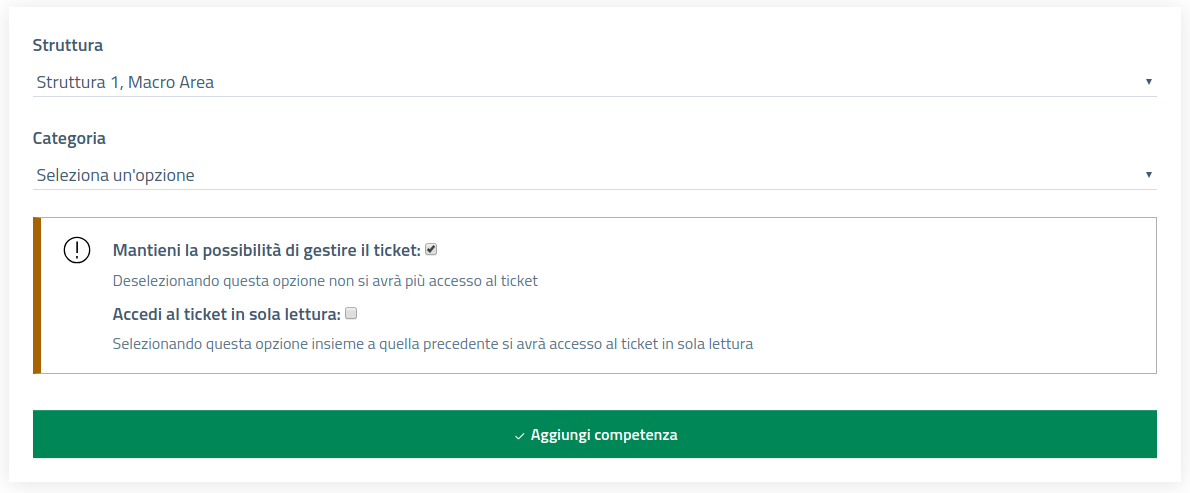 Struttura
Struttura 1, Macro Area
Categoria
Seleziona un'opzione
Mantieni la possibilità di gestire il ticket:
Deselezionando questa opzione non si avrà più accesso al ticket
Accedi al ticket in sola lettura:
Selezionando questa opzione insieme a quella precedente si avrà accesso al ticket in sola lettura
Aggiungi competenza